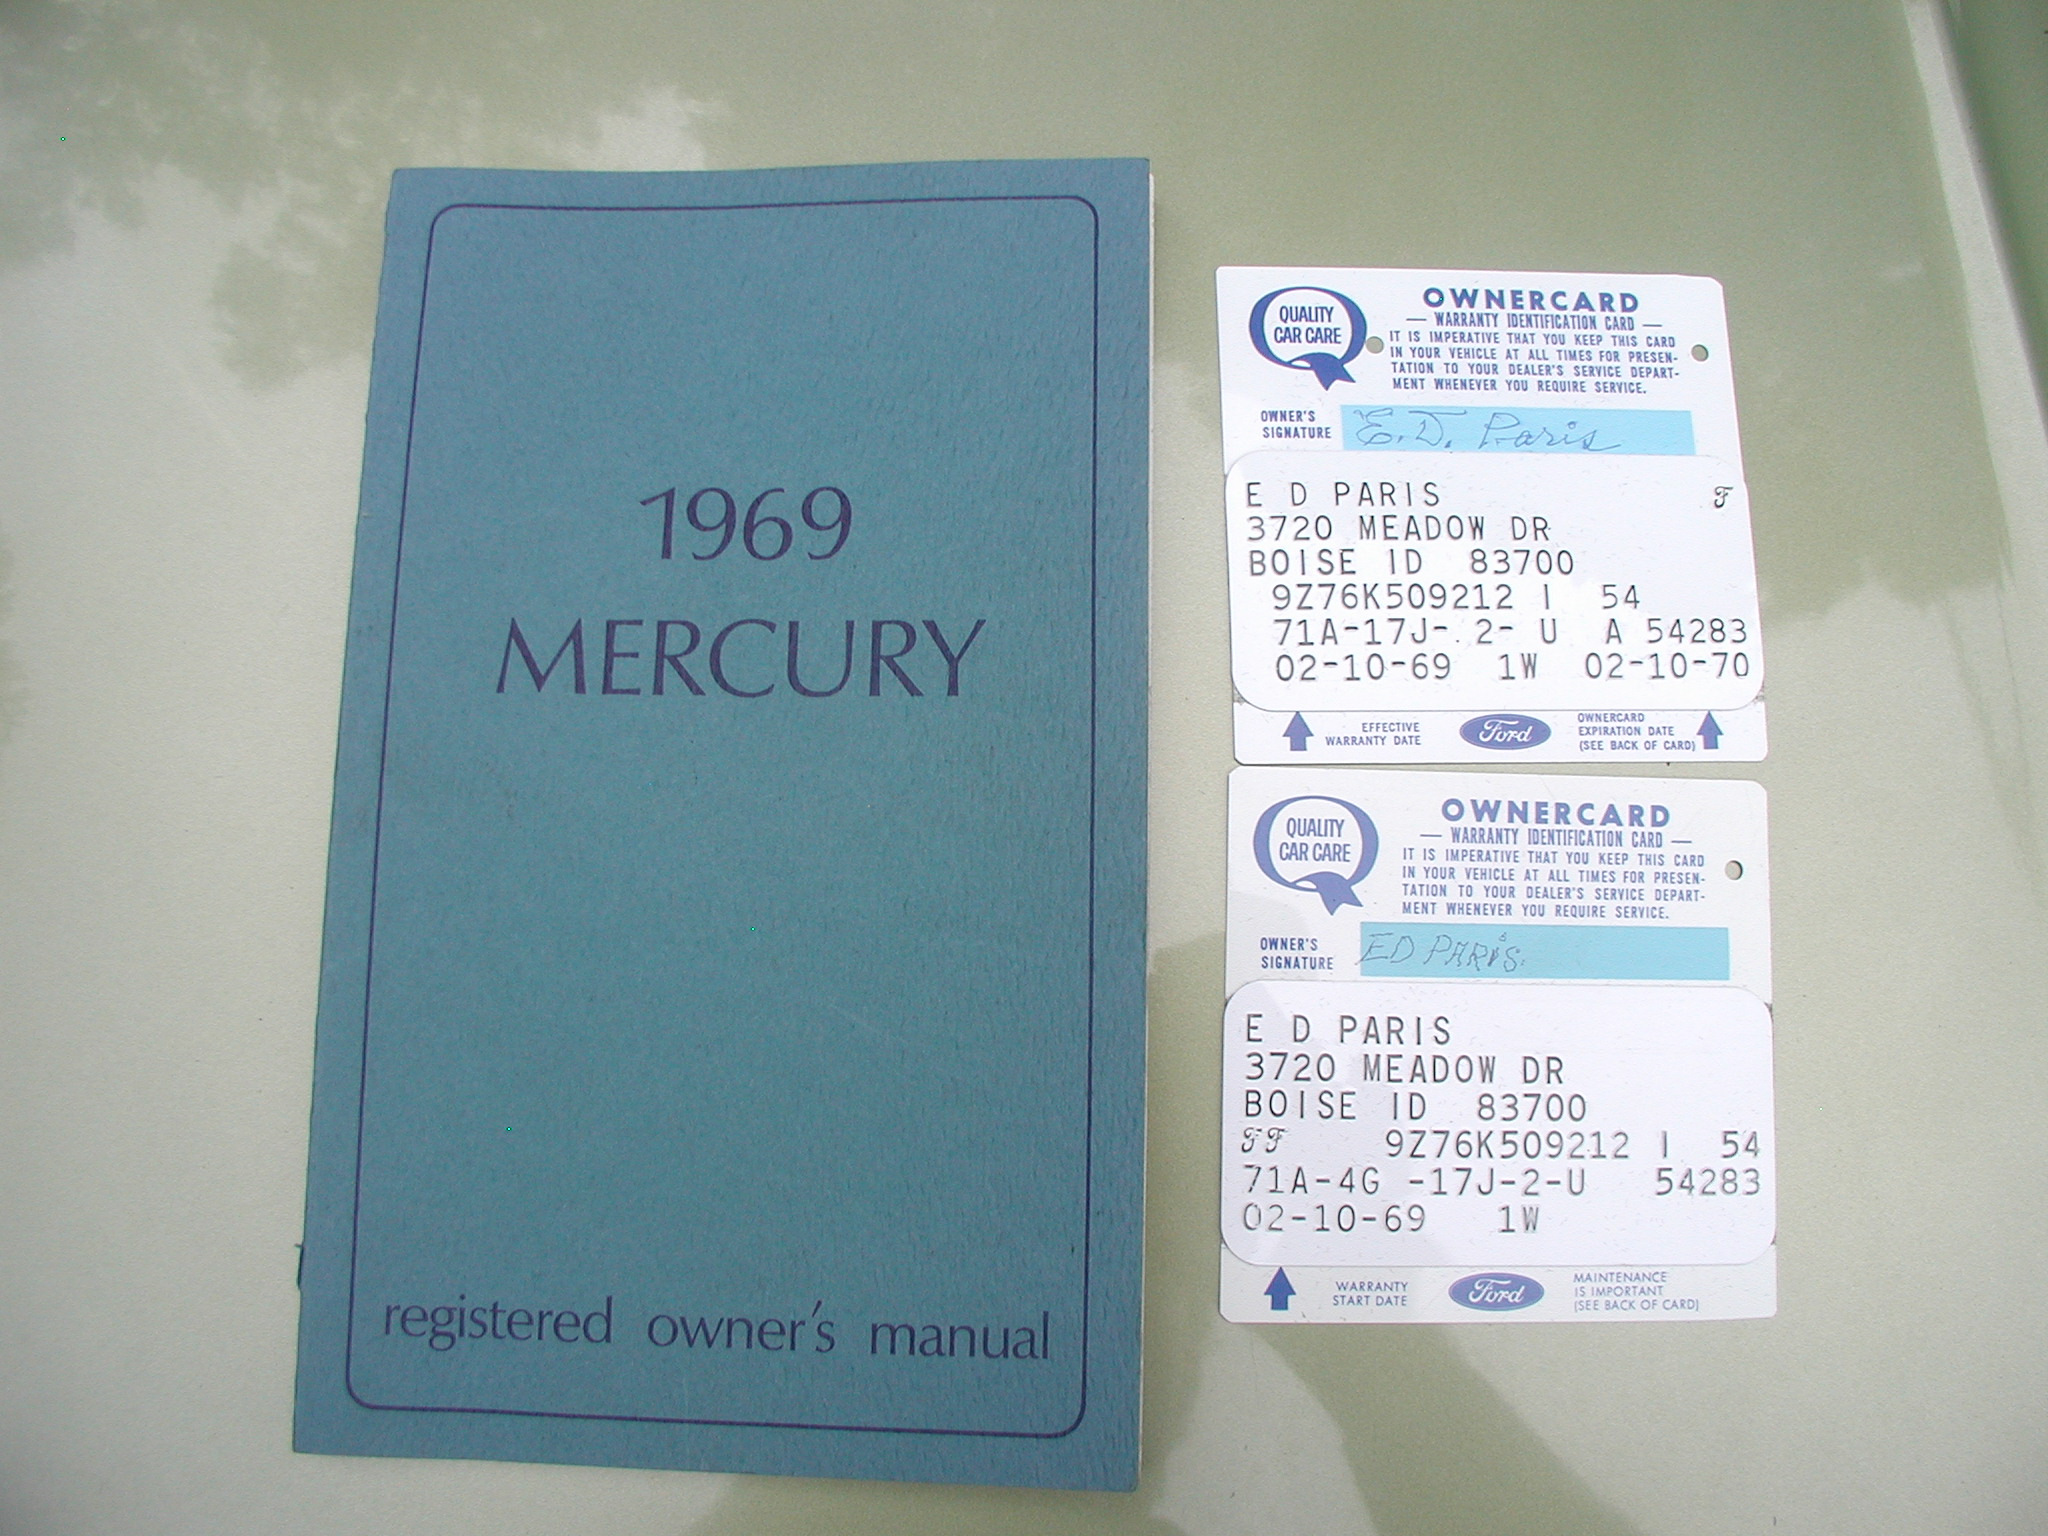 1969
MERCURY
registered owner's manual
QUALITY
CAR CARE
OWNERCARD
— WARRANTY IDENTIFICATION CARD —
IT IS IMPERATIVE THAT YOU KEEP THIS CARD
IN YOUR VEHICLE AT ALL TIMES FOR PRESEN-
TATION TO YOUR DEALER'S SERVICE DEPART-
MENT WHENEVER YOU REQUIRE SERVICE.
OWNER'S
SIGNATURE
E. D. Paris
E D PARIS F
3720 MEADOW DR
BOISE ID 83700
9Z76K509212 I 54
71A-17J-.2- U A 54283
02-10-69 1W 02-10-70
EFFECTIVE
WARRANTY DATE
Ford
OWNERCARD
EXPIRATION DATE
(SEE BACK OF CARD)
QUALITY
CAR CARE
OWNERCARD
— WARRANTY IDENTIFICATION CARD —
IT IS IMPERATIVE THAT YOU KEEP THIS CARD
IN YOUR VEHICLE AT ALL TIMES FOR PRESEN-
TATION TO YOUR DEALER'S SERVICE DEPART-
MENT WHENEVER YOU REQUIRE SERVICE.
OWNER'S
SIGNATURE
ED PARiS.
E D PARIS
3720 MEADOW DR
BOISE ID 83700
FF 9Z76K509212 I 54
71A-4G -17J-2-U 54283
02-10-69 1W
WARRANTY
START DATE
Ford
MAINTENANCE
IS IMPORTANT
(SEE BACK OF CARD)